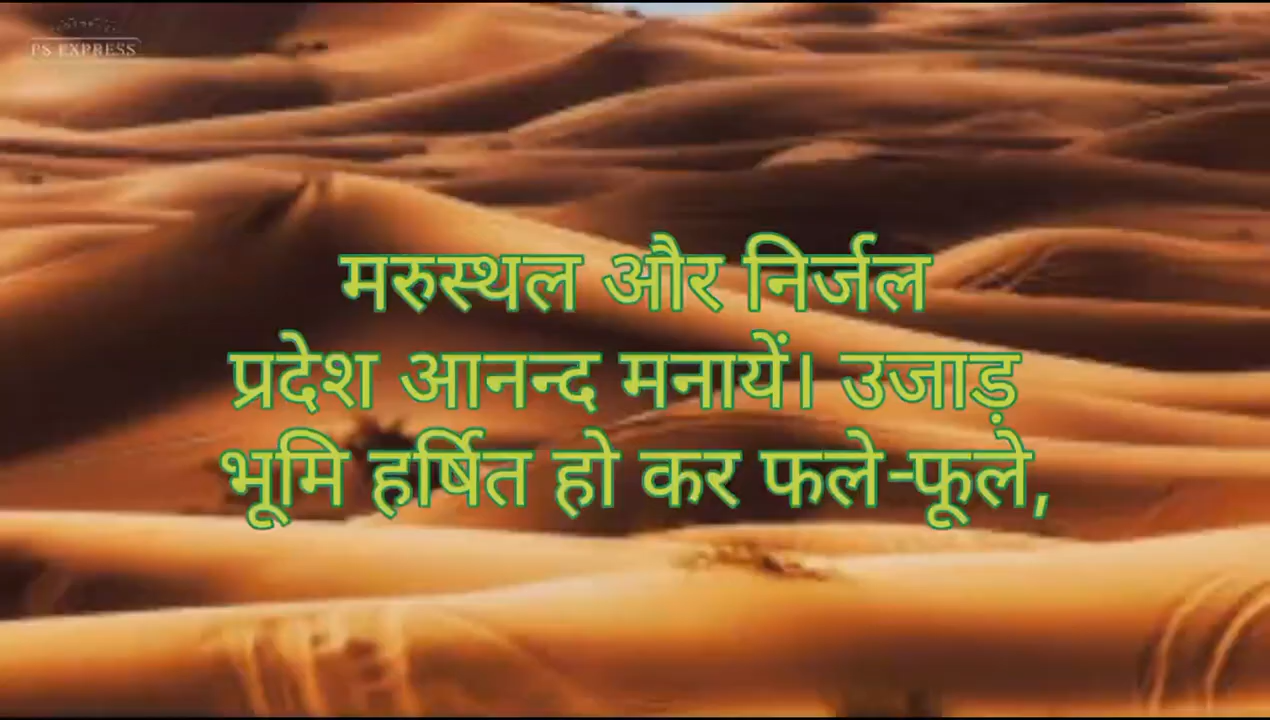 PS EXPRESS
मरुस्थल और निर्जल
प्रदेश आनन्द मनायें। उजाड़
भूमि हर्षित हो कर फले-फूले,